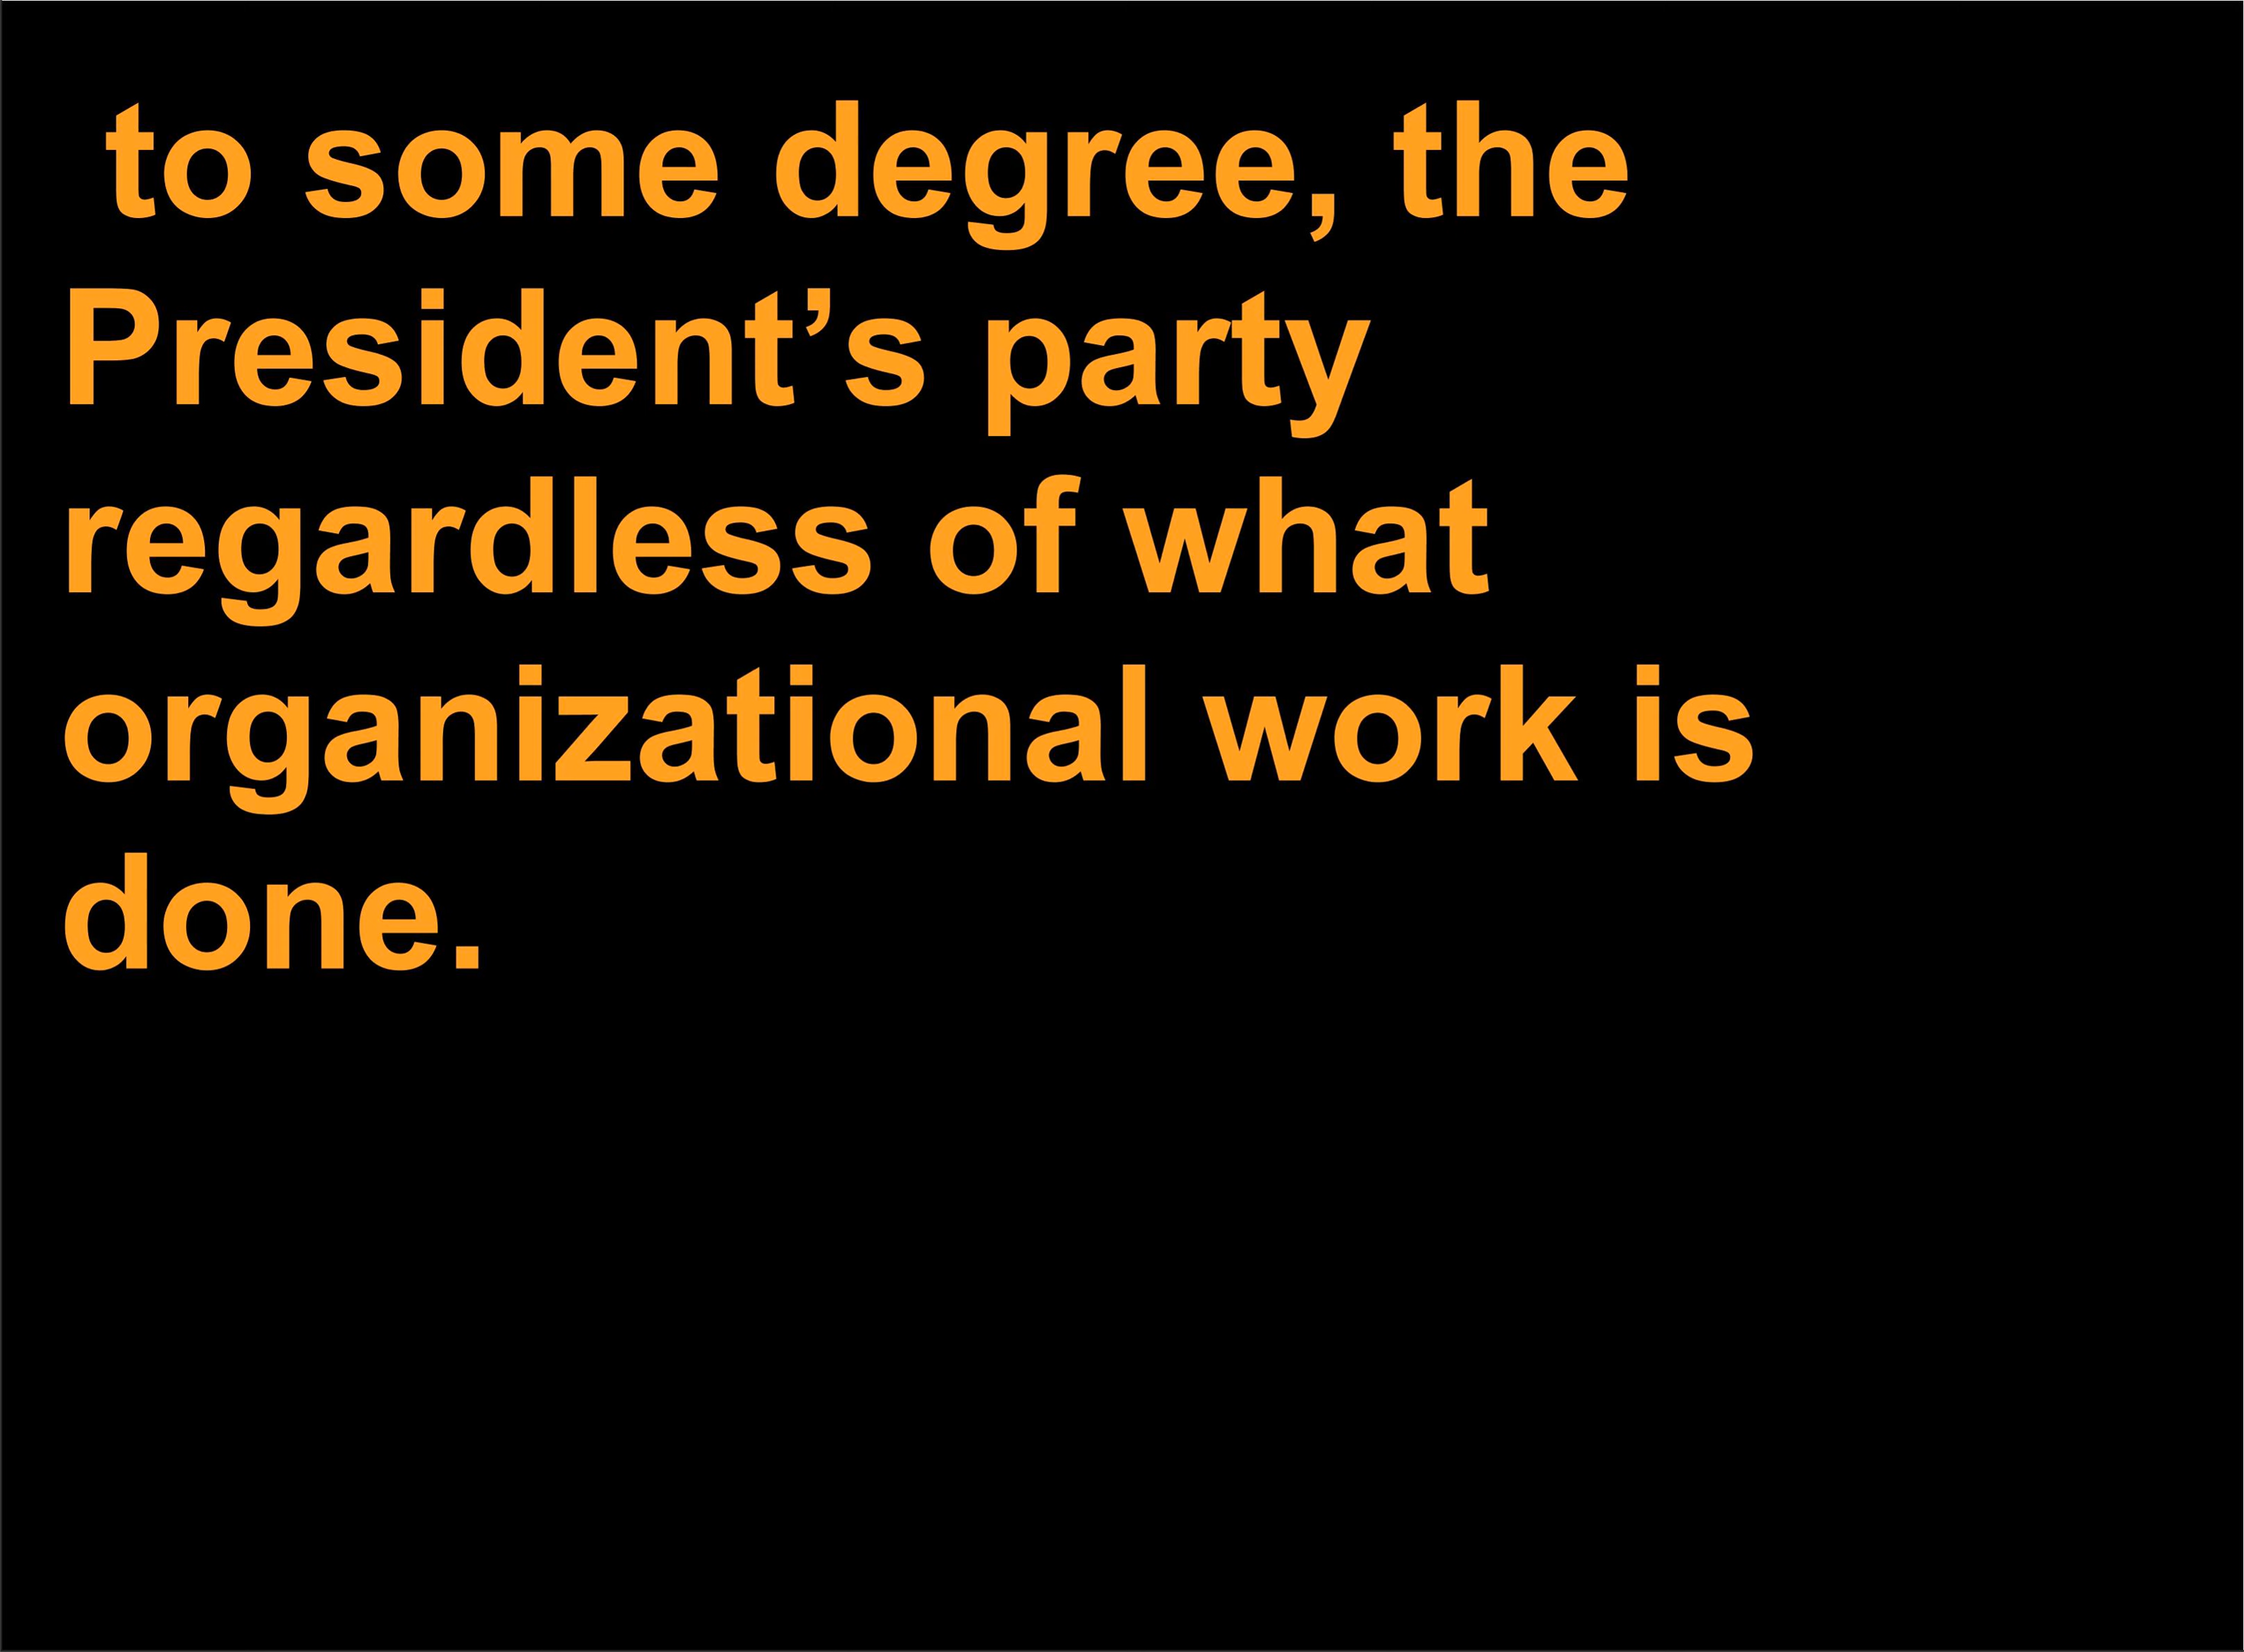 to some degree, the
President’s party
regardless of what
organizational work is
done.